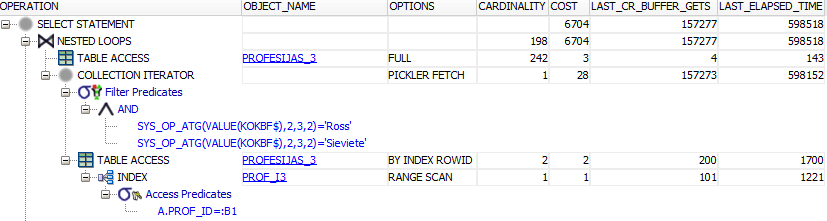 OPERATION OBJECT_NAME OPTIONS CARDINALITY COST LAST_CR_BUFFER_GETS LAST_ELAPSED_TIME
SELECT STATEMENT 6704 157277 598518
NESTED LOOPS 198 6704 157277 598518
TABLE ACCESS PROFESIJAS_3 FULL 242 3 4 143
COLLECTION ITERATOR PICKLER FETCH 1 28 157273 598152
Filter Predicates
AND
SYS_OP_ATG(VALUE(KOKBF$),2,3,2)='Ross'
SYS_OP_ATG(VALUE(KOKBF$),2,3,2)='Sieviete'
TABLE ACCESS PROFESIJAS_3 BY INDEX ROWID 2 2 200 1700
INDEX PROF_I3 RANGE SCAN 1 1 101 1221
Access Predicates
A.PROF_ID=:B1